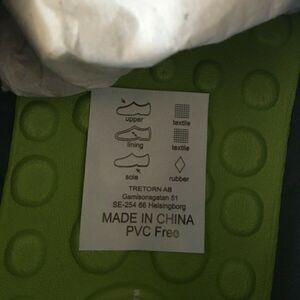 upper textile
lining textile
sole rubber
TRETORN AB
Garnisonsgatan 51
SE-254 66 Helsingborg
MADE IN CHINA
PVC Free